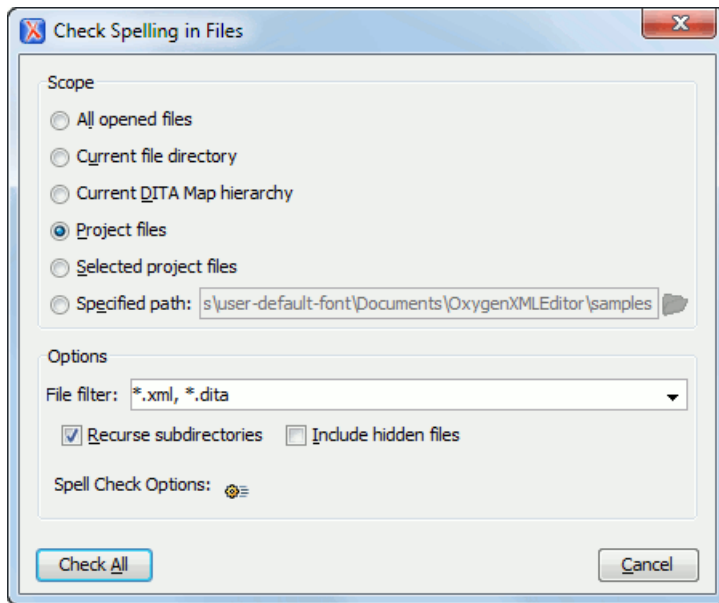 Check Spelling in Files
Scope
All opened files
Current file directory
Current DITA Map hierarchy
Project files
Selected project files
Specified path: s\user-default-font\Documents\OxygenXMLEditor\samples
Options
File filter: *.xml, *.dita
Recurse subdirectories Include hidden files
Spell Check Options:
Check All Cancel